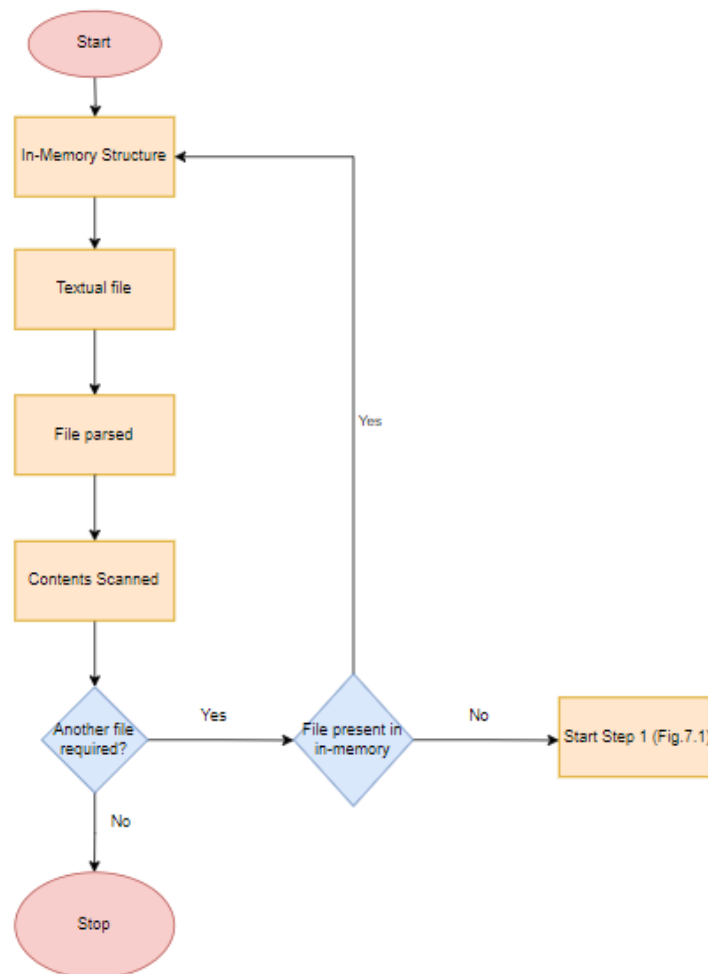 Start
In-Memory Structure
Textual file
File parsed
Yes
Contents Scanned
Another file
required?
Yes
File present in
in-memory
No
Start Step 1 (Fig.7.1)
No
Stop